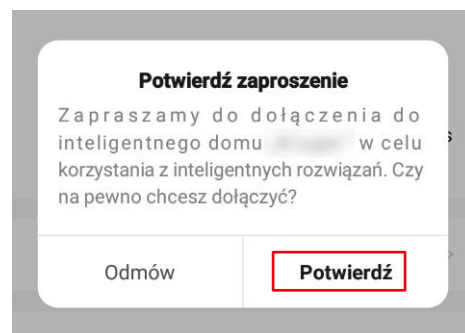 Potwierdź zaproszenie
Zapraszamy do dołączenia do
inteligentnego domu w celu
korzystania z inteligentnych rozwiązań. Czy
na pewno chcesz dołączyć?
Odmów
Potwierdź